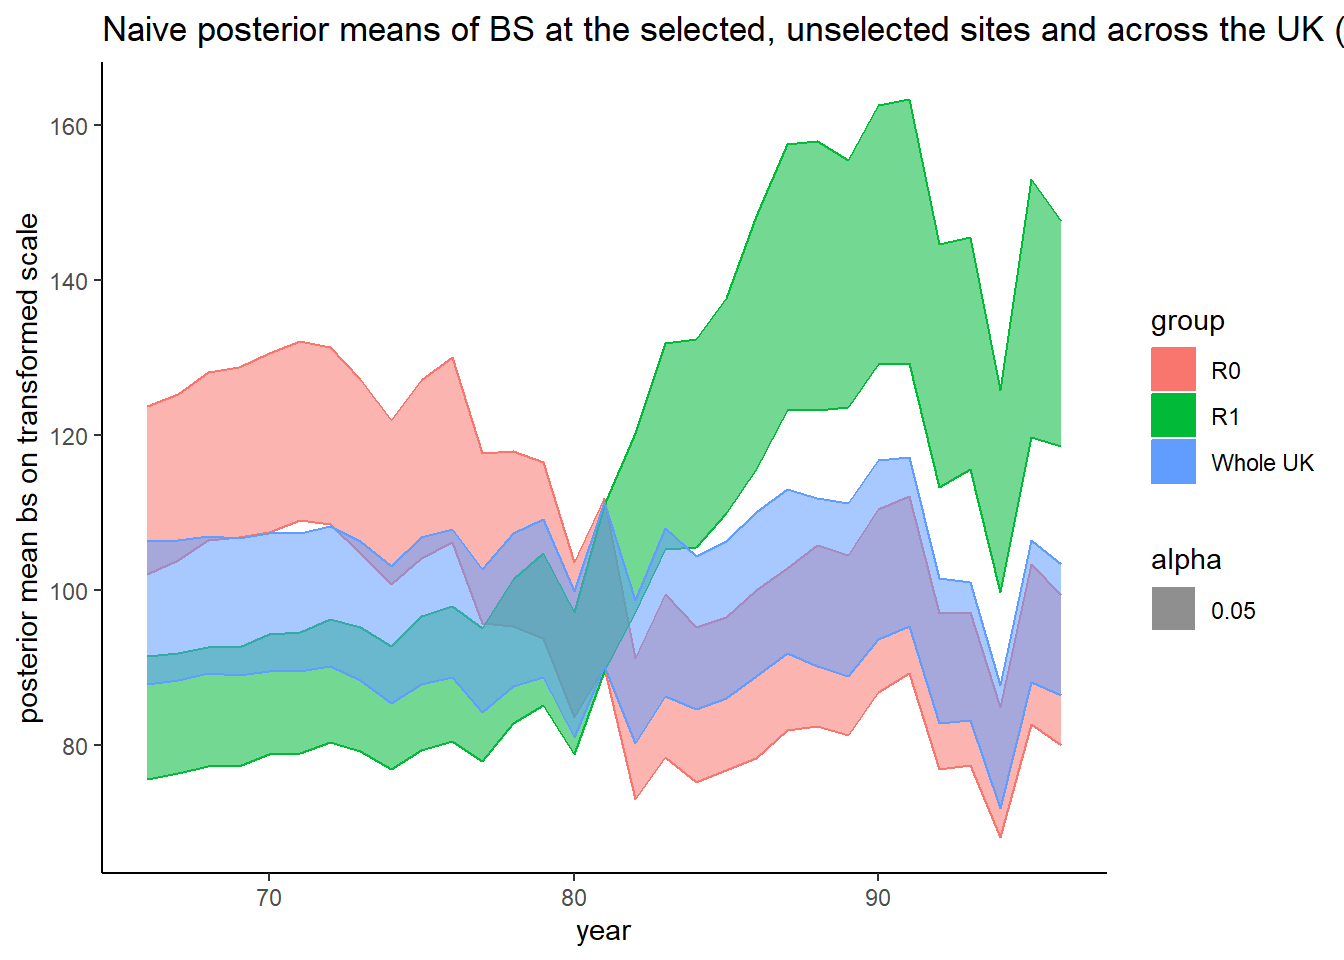 Naive posterior means of BS at the selected, unselected sites and across the UK (
posterior mean bs on transformed scale
160
140
120
100
80
70
80
90
year
group
R0
R1
Whole UK
alpha
0.05